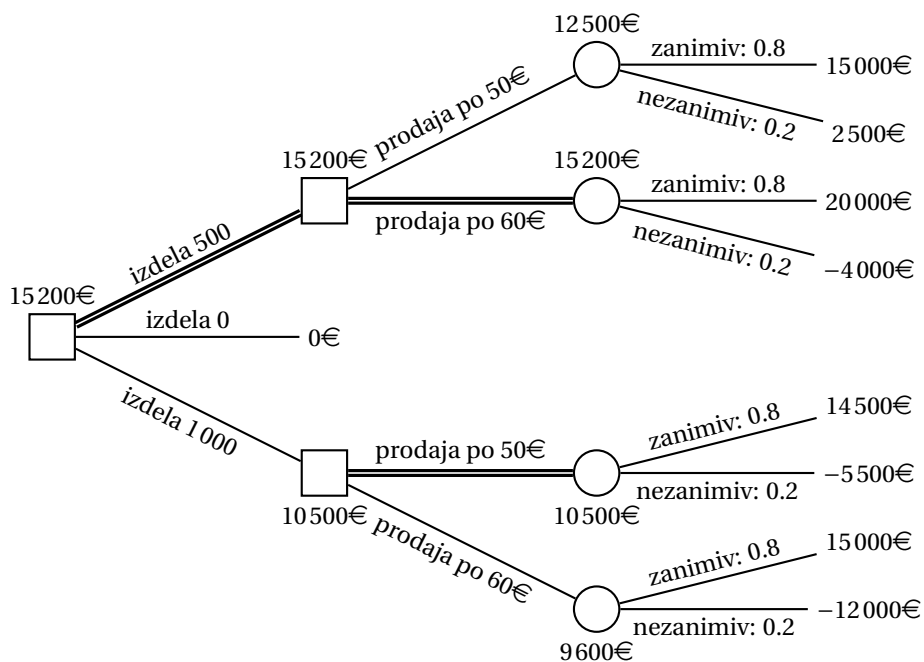 12 500€
zanimiv: 0.8
15 000€
prodaja po 50€
nezanimiv: 0.2
2 500€
15 200€
15 200€
zanimiv: 0.8
20 000€
prodaja po 60€
nezanimiv: 0.2
−4 000€
izdela 500
15 200€
izdela 0
0€
izdela 1 000
14 500€
zanimiv: 0.8
prodaja po 50€
−5 500€
nezanimiv: 0.2
10 500€
10 500€
prodaja po 60€
15 000€
zanimiv: 0.8
−12 000€
nezanimiv: 0.2
9 600€